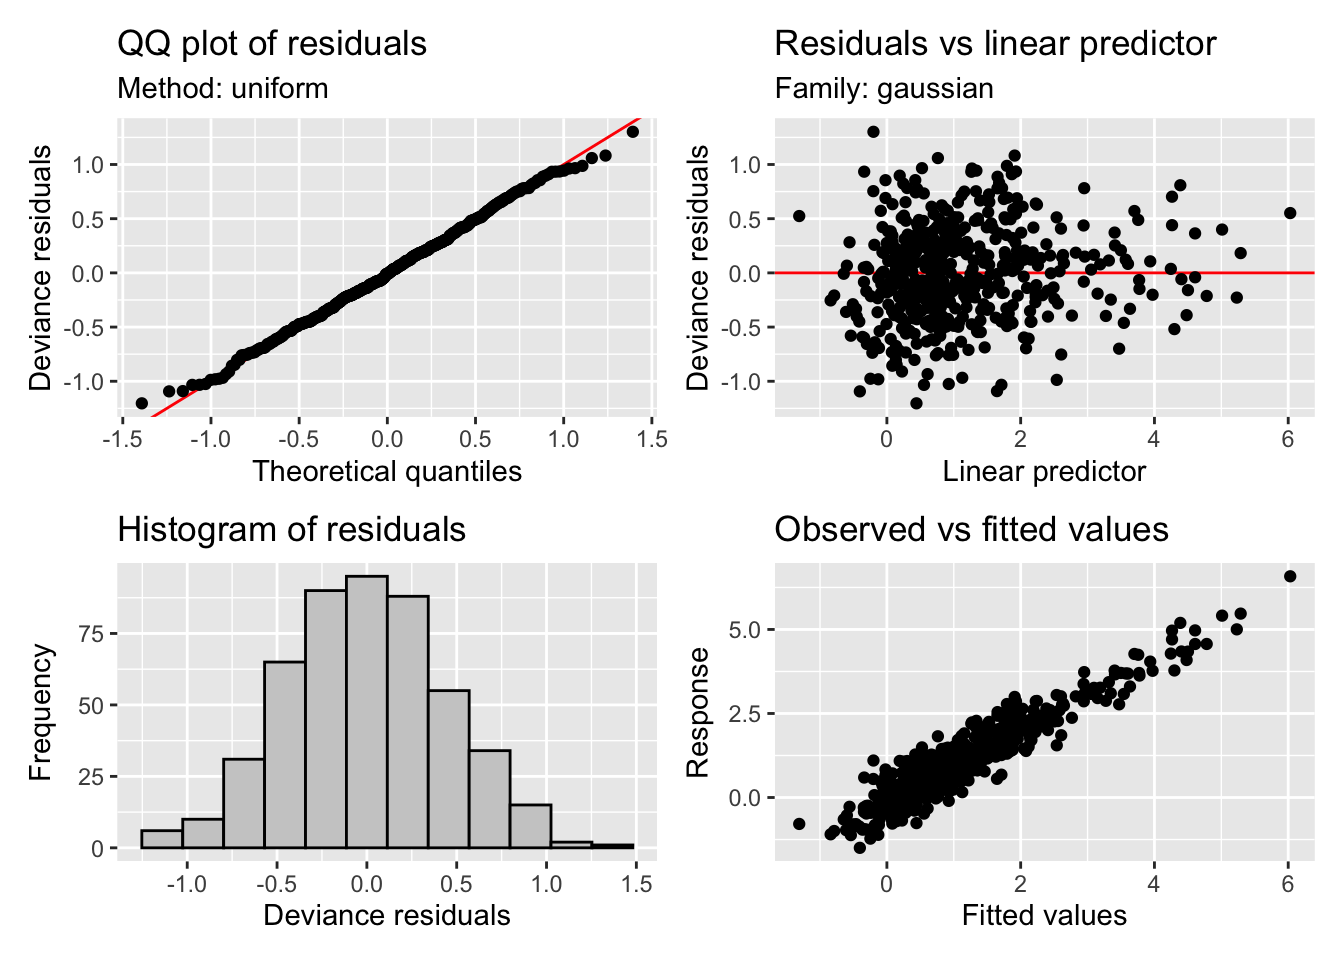 QQ plot of residuals
Method: uniform
Deviance residuals
1.0
0.5
0.0
-0.5
-1.0
-1.5 -1.0 -0.5 0.0 0.5 1.0 1.5
Theoretical quantiles
Residuals vs linear predictor
Family: gaussian
Deviance residuals
1.0
0.5
0.0
-0.5
-1.0
0 2 4 6
Linear predictor
Histogram of residuals
Frequency
75
50
25
0
-1.0 -0.5 0.0 0.5 1.0 1.5
Deviance residuals
Observed vs fitted values
Response
5.0
2.5
0.0
0 2 4 6
Fitted values